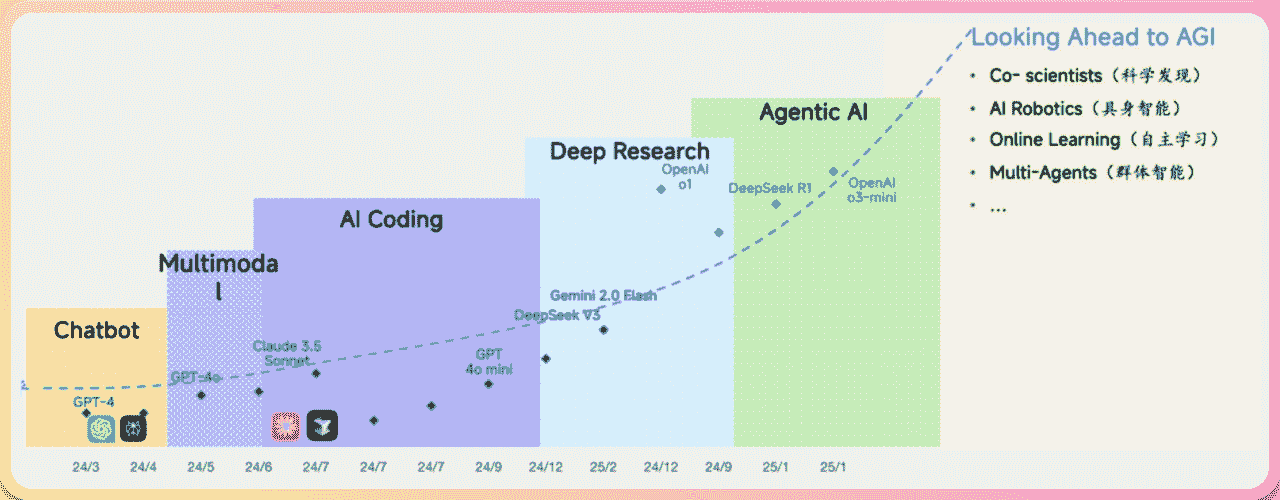 Looking Ahead to AGI
• Co- scientists（科学发现）
• AI Robotics（具身智能）
• Online Learning（自主学习）
• Multi-Agents（群体智能）
• ...
Agentic AI
Deep Research
OpenAI
o1
DeepSeek R1
OpenAI
o3-mini
AI Coding
Multimoda
l
Gemini 2.0 Flash
DeepSeek V3
Chatbot
Claude 3.5
Sonnet
GPT
4o mini
GPT-4o
GPT-4
24/3 24/4 24/5 24/6 24/7 24/7 24/7 24/9 24/12 25/2 24/12 24/9 25/1 25/1